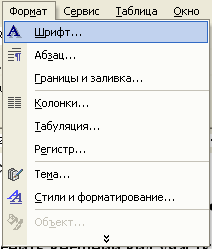 Формат Сервис Таблица Окно
Шрифт...
Абзац...
Границы и заливка...
Колонки...
Табуляция...
Регистр...
Тема...
Стили и форматирование...
Объект...